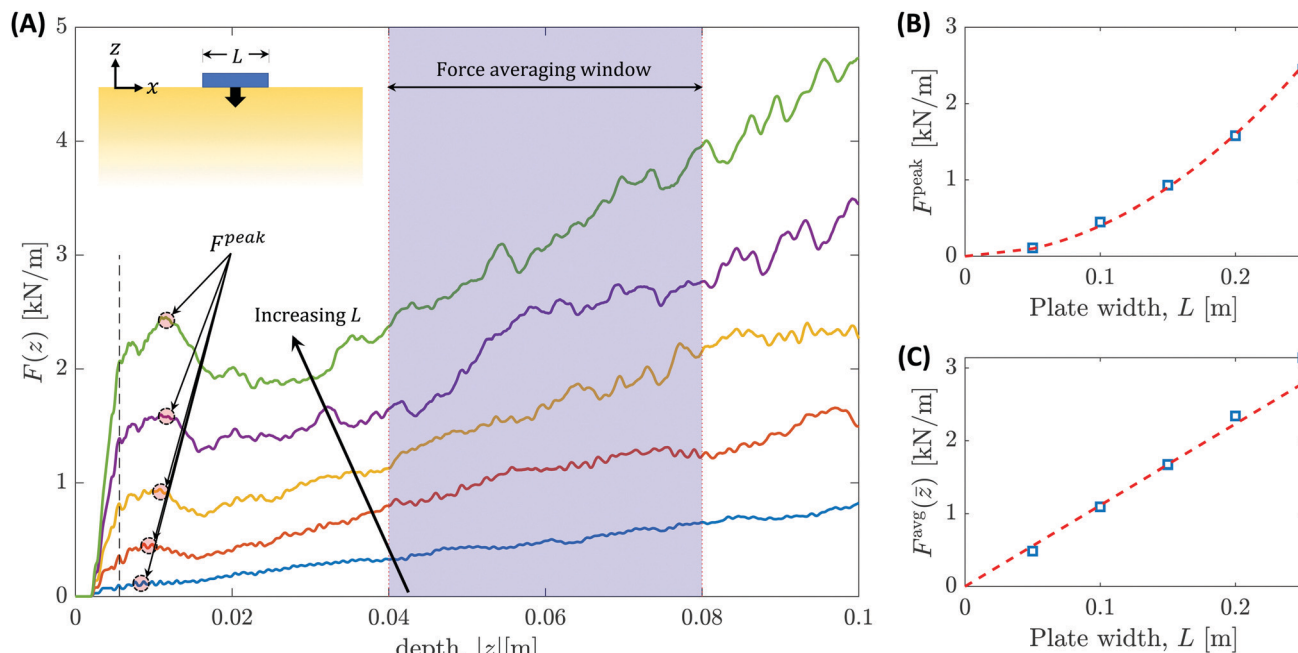 (A)
5
4
3
2
1
0
F(z) [kN/m]
z
x
L
Force averaging window
F^peak
Increasing L
0
0.02
0.04
0.06
0.08
0.1
depth, |z|[m]
(B)
3
2
1
0
F^peak [kN/m]
0
0.1
0.2
Plate width, L [m]
(C)
3
2
1
0
F^avg(z̄) [kN/m]
0
0.1
0.2
Plate width, L [m]